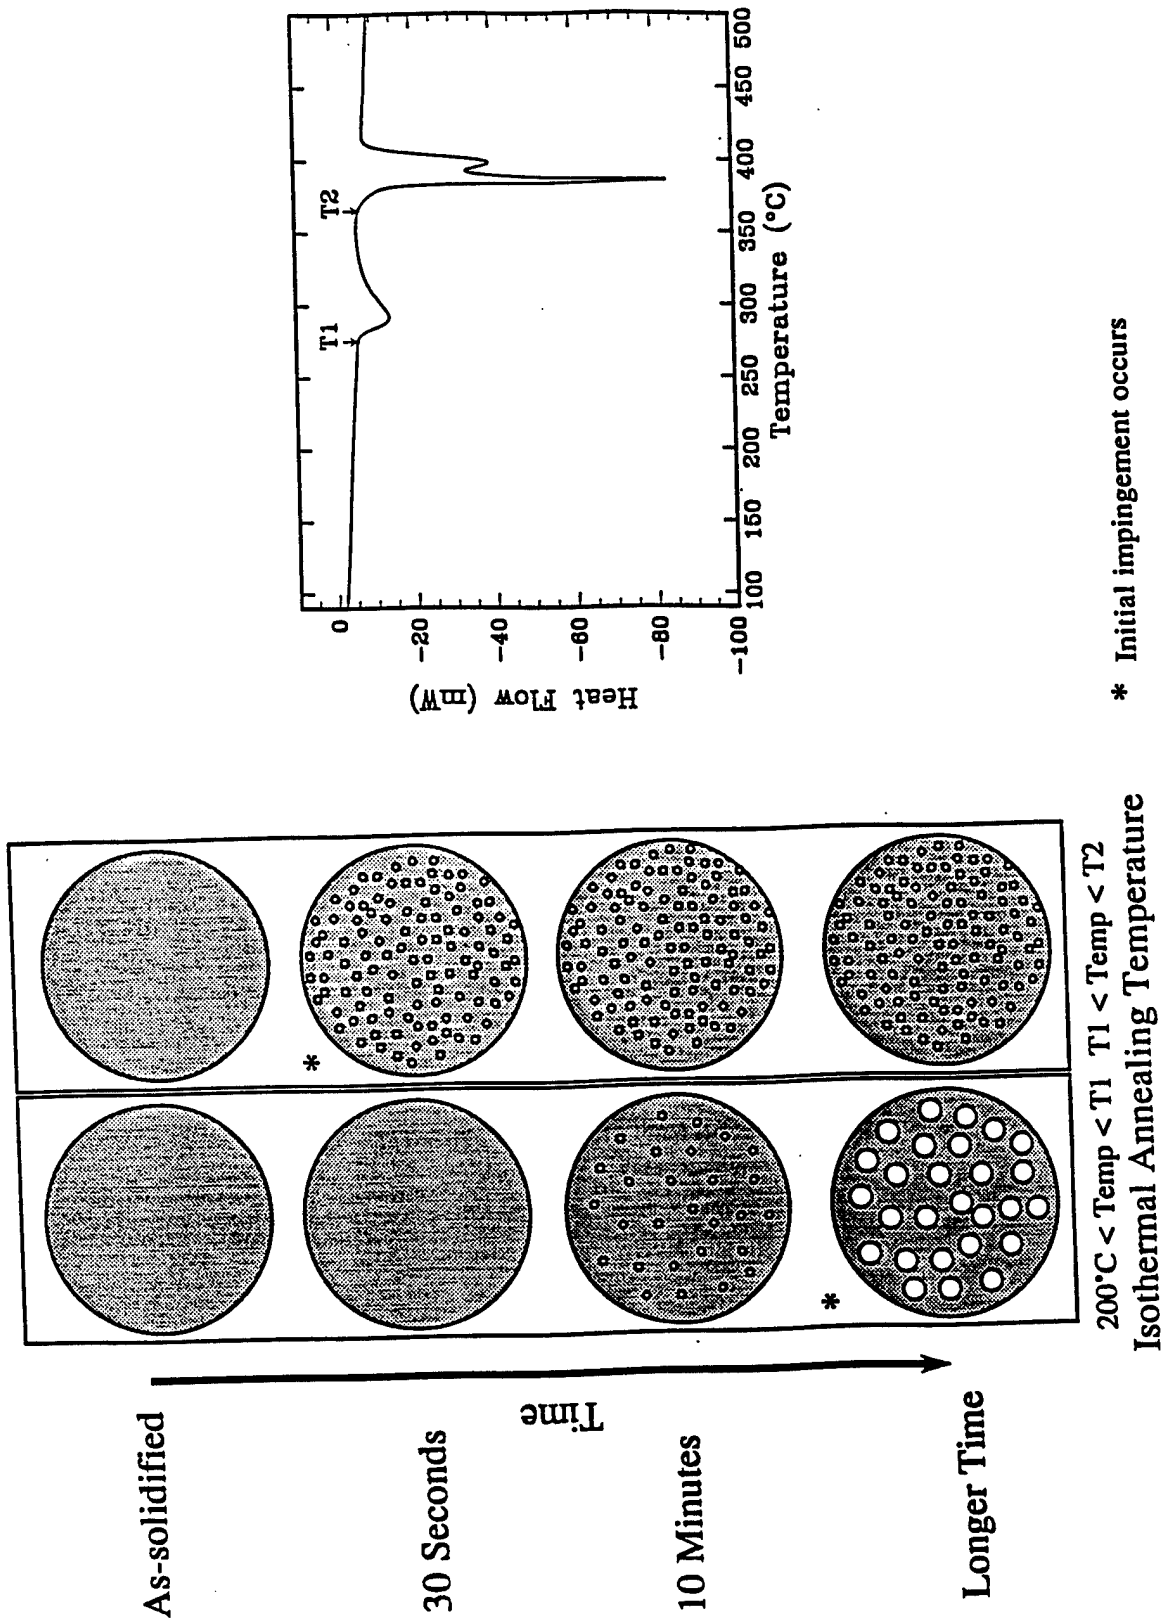 As-solidified
30 Seconds
10 Minutes
Longer Time
Time
*
*
200°C < Temp < T1 T1 < Temp < T2
Isothermal Annealing Temperature
Heat Flow (mW)
0
-20
-40
-60
-80
-100
T1
T2
100 150 200 250 300 350 400 450 500
Temperature (°C)
* Initial impingement occurs